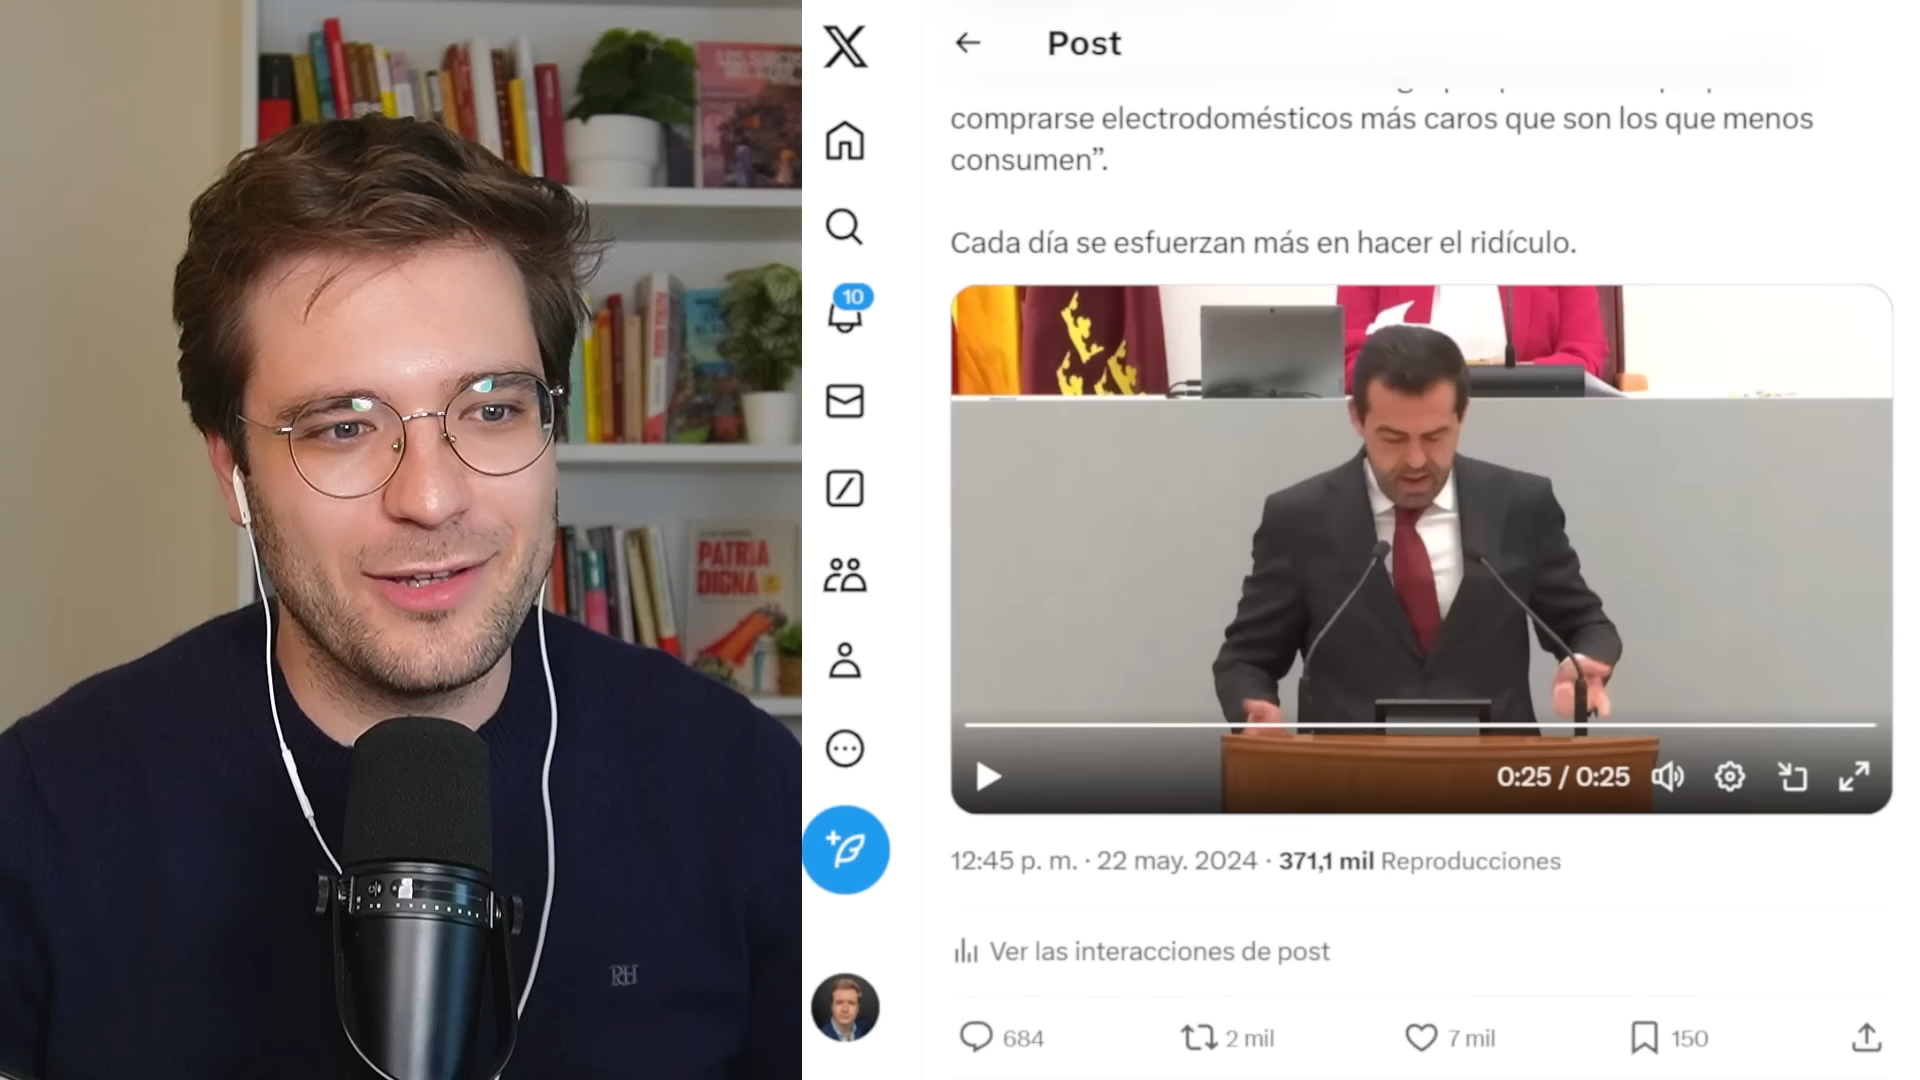 Post
comprarse electrodomésticos más caros que son los que menos
consumen”.
Cada día se esfuerzan más en hacer el ridículo.
10
0:25 / 0:25
12:45 p. m. · 22 may. 2024 · 371,1 mil Reproducciones
Ver las interacciones de post
684
2 mil
7 mil
150
PATRIA
DIGNA
RH